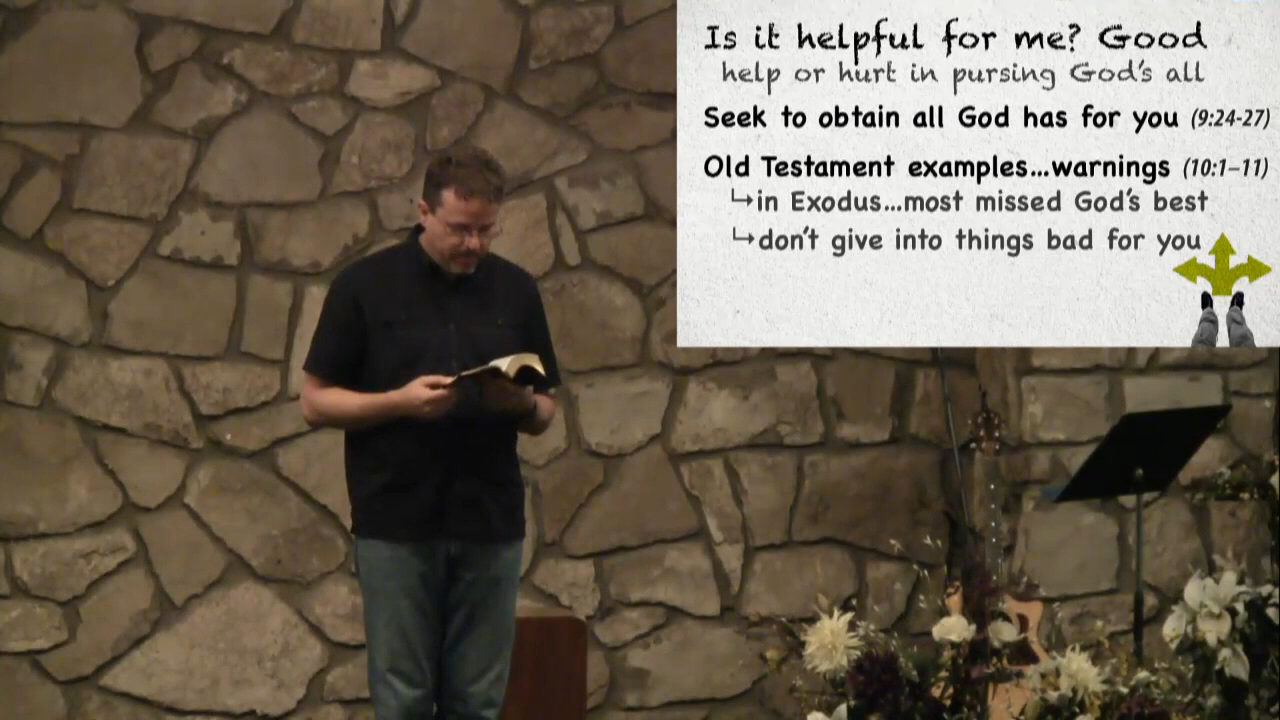 Is it helpful for me? Good
help or hurt in pursing God's all
Seek to obtain all God has for you (9:24-27)
Old Testament examples...warnings (10:1–11)
↳in Exodus...most missed God's best
↳don't give into things bad for you